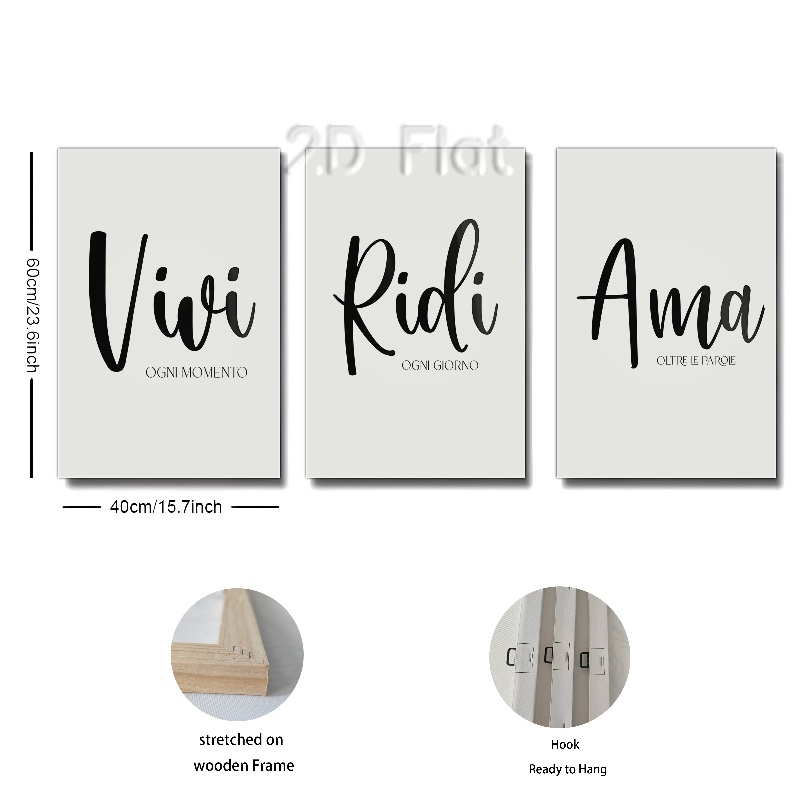 2D Flat
60cm/23.6inch
Vivi
OGNI MOMENTO
Ridi
OGNI GIORNO
Ama
OLTRE LE PAROLE
40cm/15.7inch
stretched on
wooden Frame
Hook
Ready to Hang